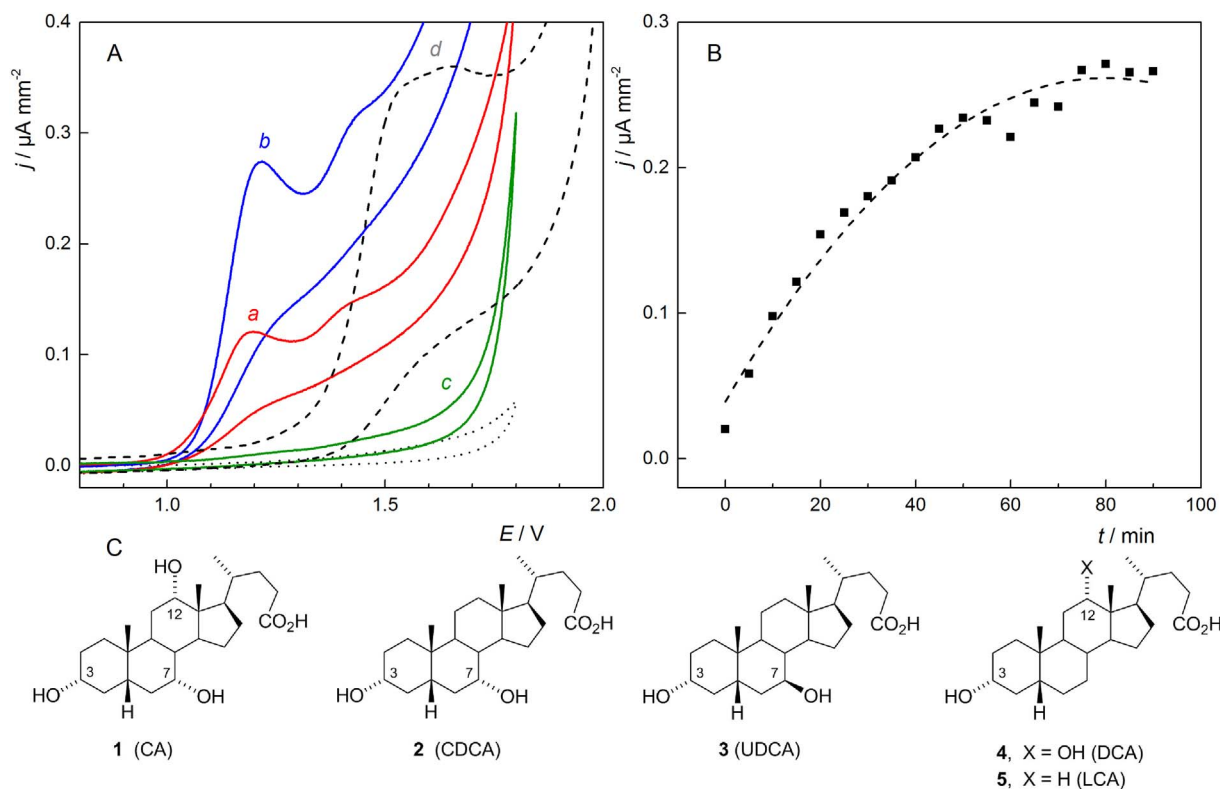 A
B
C
j / µA mm⁻²
0.4
0.3
0.2
0.1
0.0
a
b
c
d
1.0
1.5
2.0
E / V
j / µA mm⁻²
0.3
0.2
0.1
0.0
0
20
40
60
80
100
t / min
HO
12
CO₂H
3
7
HO
OH
H
1 (CA)
CO₂H
3
7
HO
OH
H
2 (CDCA)
CO₂H
3
7
HO
OH
H
3 (UDCA)
X
12
CO₂H
3
HO
H
4, X = OH (DCA)
5, X = H (LCA)